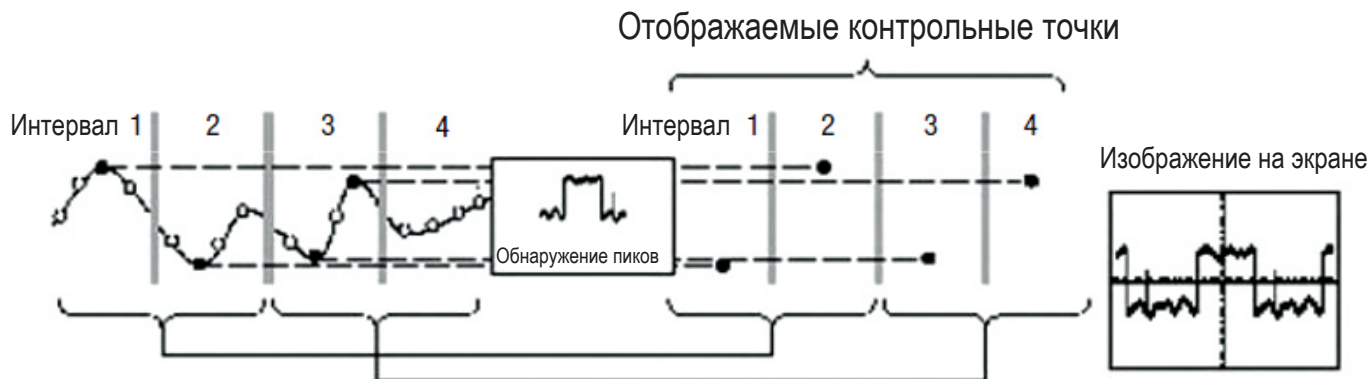 Отображаемые контрольные точки
Интервал 1 2 3 4
Интервал 1 2 3 4
Изображение на экране
Обнаружение пиков